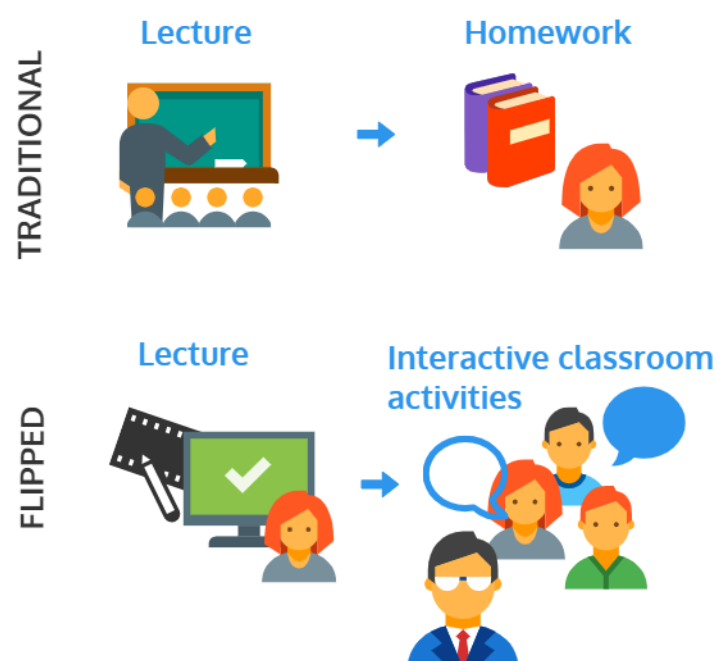 TRADITIONAL
Lecture
Homework
FLIPPED
Lecture
Interactive classroom
activities